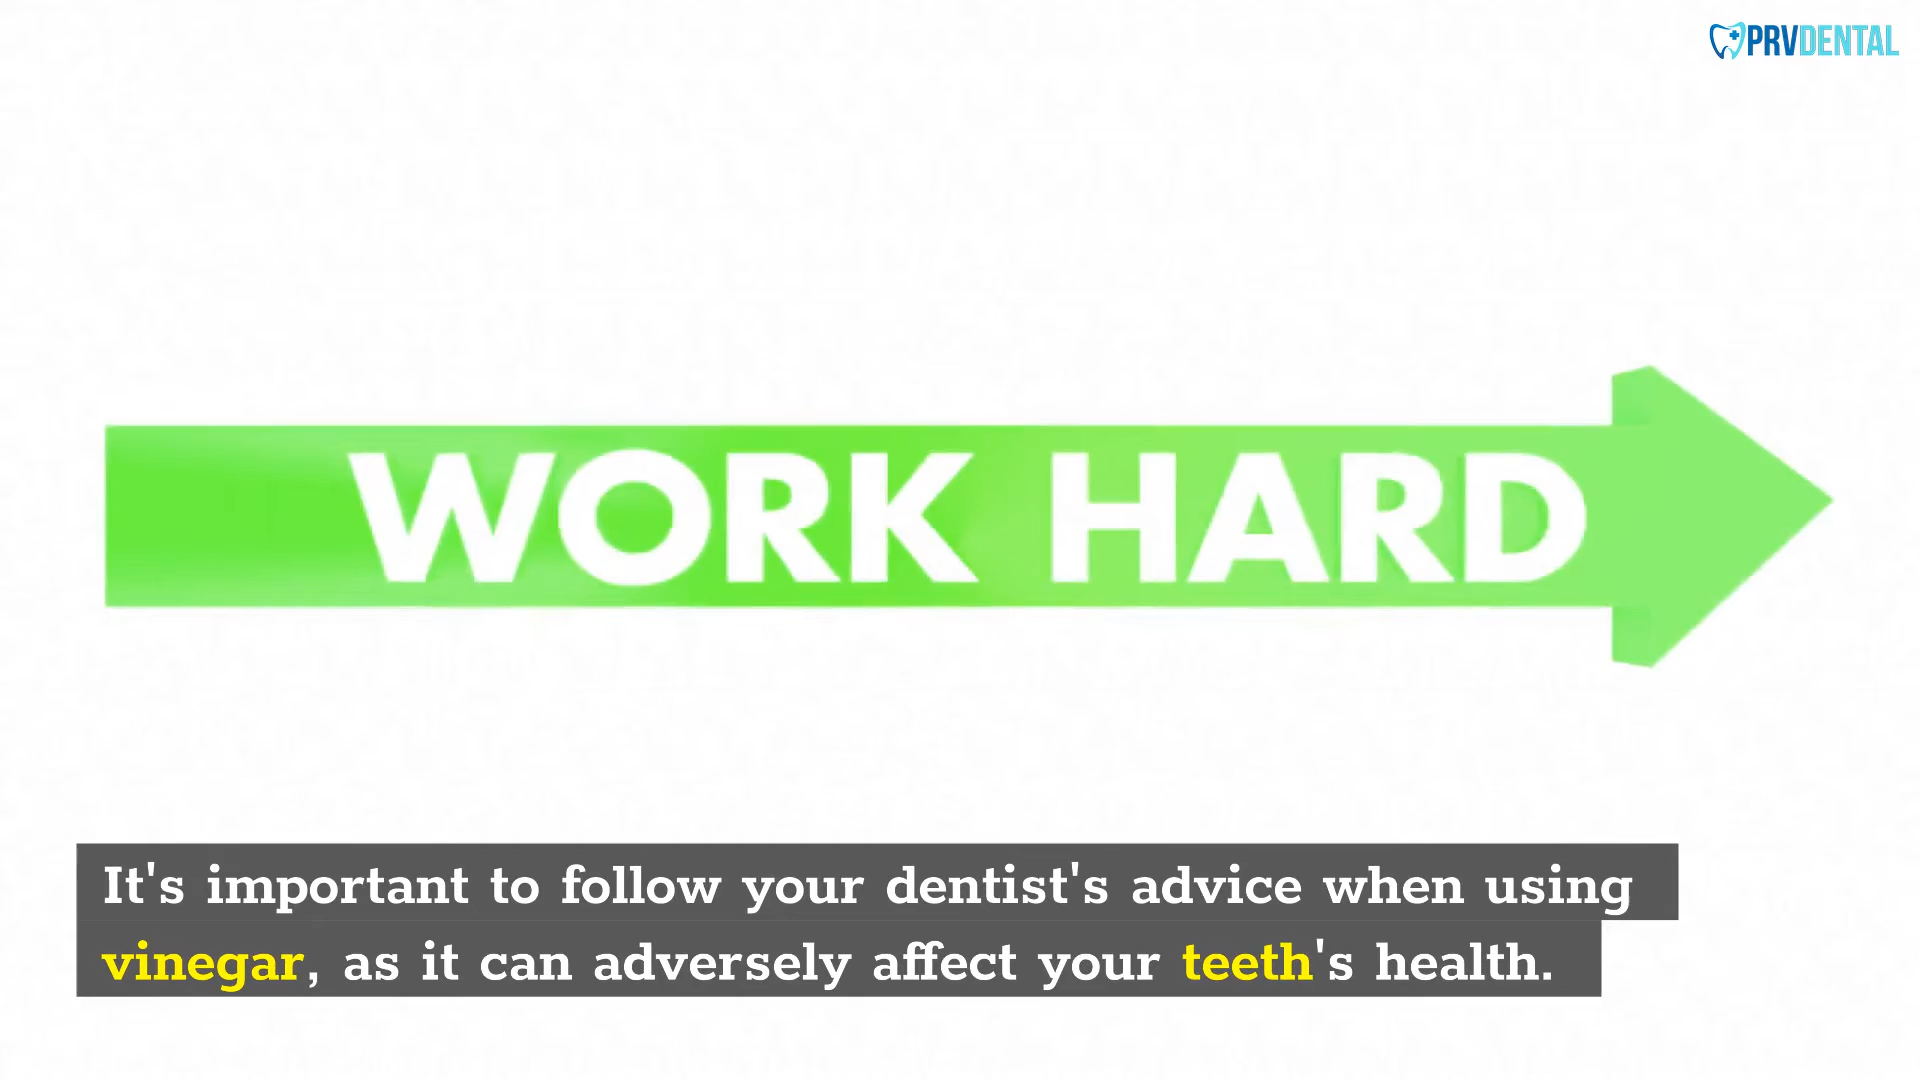 PRVDENTAL
WORK HARD
It's important to follow your dentist's advice when using
vinegar, as it can adversely affect your teeth's health.